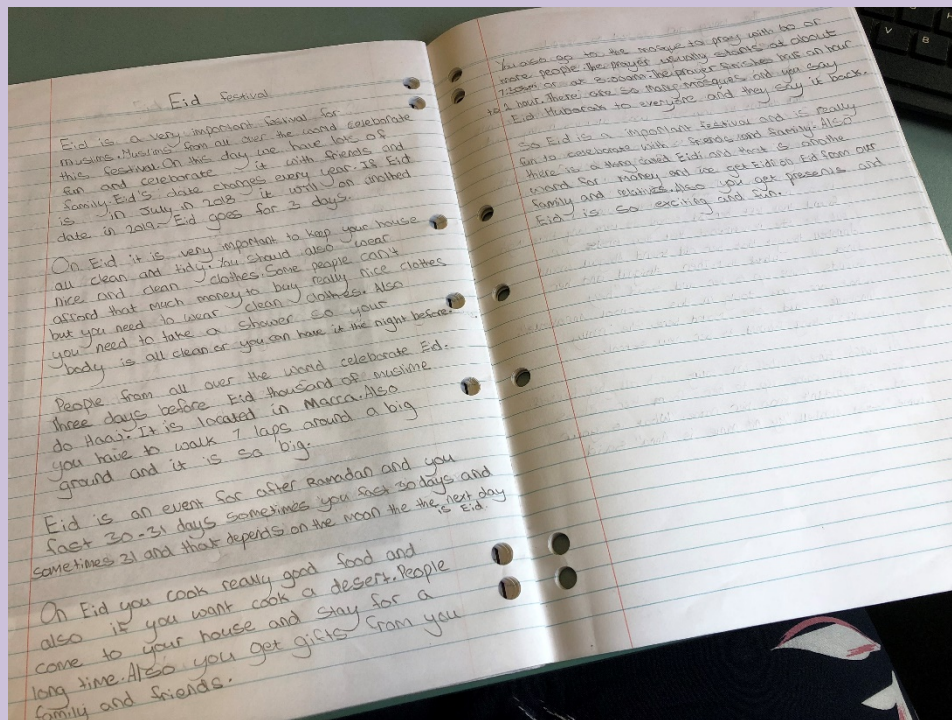 Eid festival
Eid is a very important festival for
muslims. Muslims from all over the world celeborate
this festival. On this day we have lots of
fun and celeborate it with friends and
family. Eid's date changes every year. If Eid
is in July in 2018 it will on
date in 2019. Eid goes for 3 days.
On Eid it is very important to keep your house
all clean and tidy. You should also wear
nice and clean clothes. Some people can't
afford that much money to buy really nice clothes
but you need to wear clean clothes. Also
you need to take a shower so your
body is all clean or you can have it the night before.
People from all over the world celeborate Ed.
Three days before Eid thousand of muslime
do Haaj. It is located in Macca. Also
you have to walk 7 laps around a big
ground and it is so big.
Eid is an event for after Ramadan and you
fast 30-31 days sometimes you fast 30 days and
sometimes 31 and that depends on the moon the the next day
is Eid.
On Eid you cook really good food and
also if you want cook a desert. People
come to your house and stay for a
long time. Also you get gifts from you
family and friends.
You also go to the mosque to pray with 60 or
more people. The prayer usually starts at about
7:30am or at 8:00am. The prayer finishes half an hour
to 1 hour. There are so many mosques and you say
Eid Mubarak to everyone and they say it back.
So Eid is a important festival and is really
fun to celeborate with friends and family. Also
there is a thing called Eidi and that is another
word for money and we get Eidi on Eid from our
family and relatives. Also you get presents and
Eid is so exciting and fun.
V
B